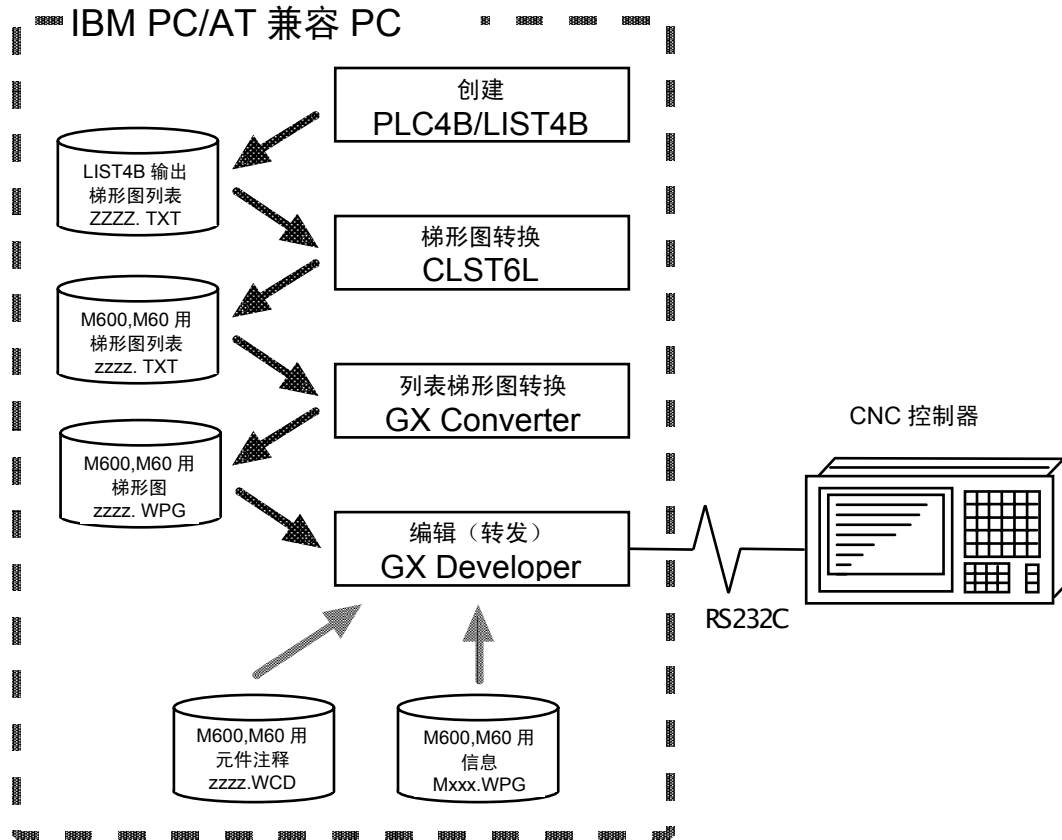 IBM PC/AT 兼容 PC
创建
PLC4B/LIST4B
LIST4B 输出
梯形图列表
ZZZZ. TXT
梯形图转换
CLST6L
M600,M60 用
梯形图列表
zzzz. TXT
列表梯形图转换
GX Converter
M600,M60 用
梯形图
zzzz. WPG
编辑（转发）
GX Developer
CNC 控制器
RS232C
M600,M60 用
元件注释
zzzz.WCD
M600,M60 用
信息
Mxxx.WPG